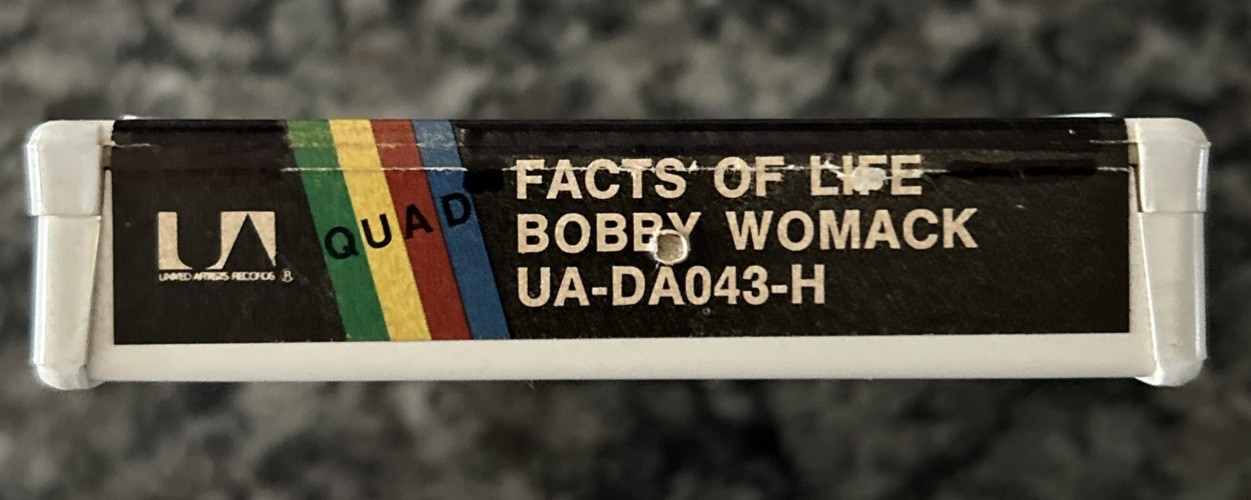 UA
UNITED ARTISTS RECORDS ®
QUAD
FACTS OF LIFE
BOBBY WOMACK
UA-DA043-H